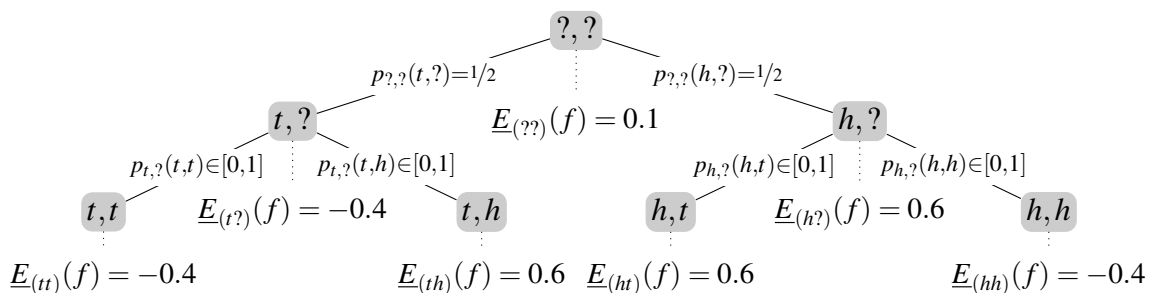 ?,?
p?,?(t,?)=1/2 p?,?(h,?)=1/2
t,? E(??)(f) = 0.1 h,?
pt,?(t,t)∈[0,1] pt,?(t,h)∈[0,1] ph,?(h,t)∈[0,1] ph,?(h,h)∈[0,1]
t,t E(t?)(f) = −0.4 t,h h,t E(h?)(f) = 0.6 h,h
E(tt)(f) = −0.4 E(th)(f) = 0.6 E(ht)(f) = 0.6 E(hh)(f) = −0.4